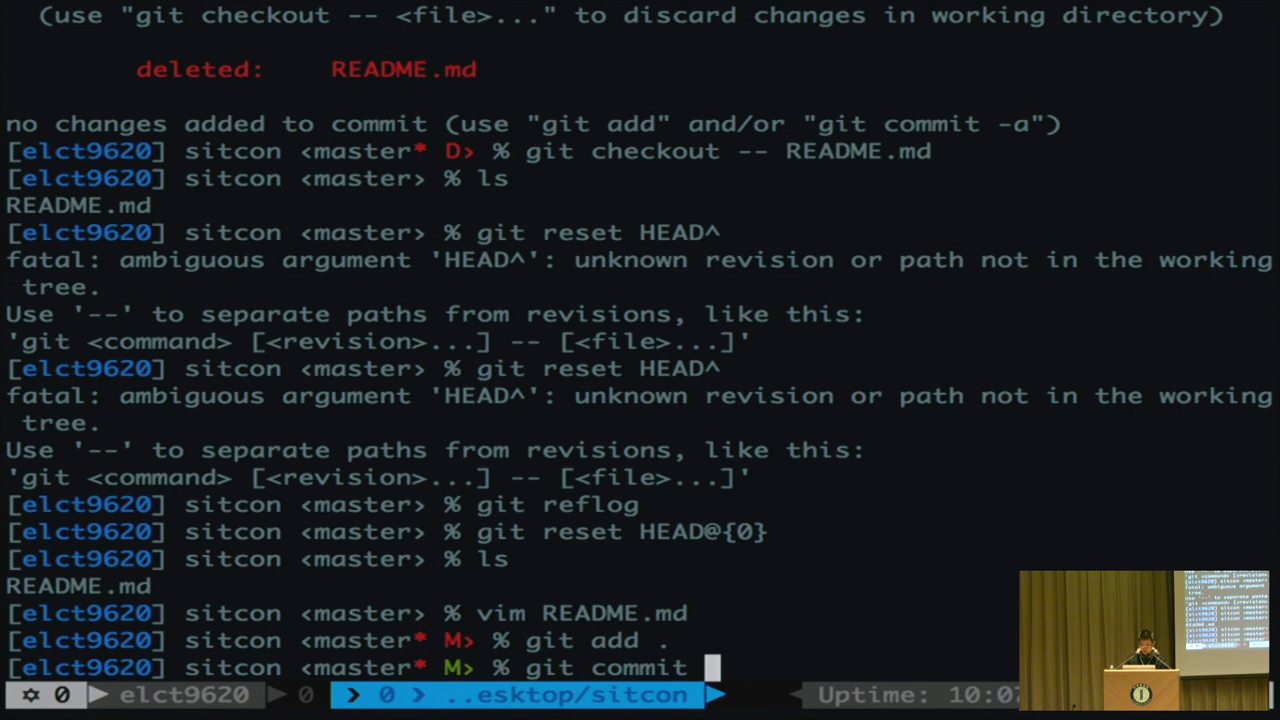 (use "git checkout -- <file>..." to discard changes in working directory)
deleted: README.md
no changes added to commit (use "git add" and/or "git commit -a")
[elct9620] sitcon <master* D> % git checkout -- README.md
[elct9620] sitcon <master> % ls
README.md
[elct9620] sitcon <master> % git reset HEAD^
fatal: ambiguous argument 'HEAD^': unknown revision or path not in the working
tree.
Use '--' to separate paths from revisions, like this:
'git <command> [<revision>...] -- [<file>...]'
[elct9620] sitcon <master> % git reset HEAD^
fatal: ambiguous argument 'HEAD^': unknown revision or path not in the working
tree.
Use '--' to separate paths from revisions, like this:
'git <command> [<revision>...] -- [<file>...]'
[elct9620] sitcon <master> % git reflog
[elct9620] sitcon <master> % git reset HEAD@{0}
[elct9620] sitcon <master> % ls
README.md
[elct9620] sitcon <master> % vim README.md
[elct9620] sitcon <master* M> % git add .
[elct9620] sitcon <master* M> % git commit
0 elct9620 0 > 0 > ..esktop/sitcon Uptime: 10:07